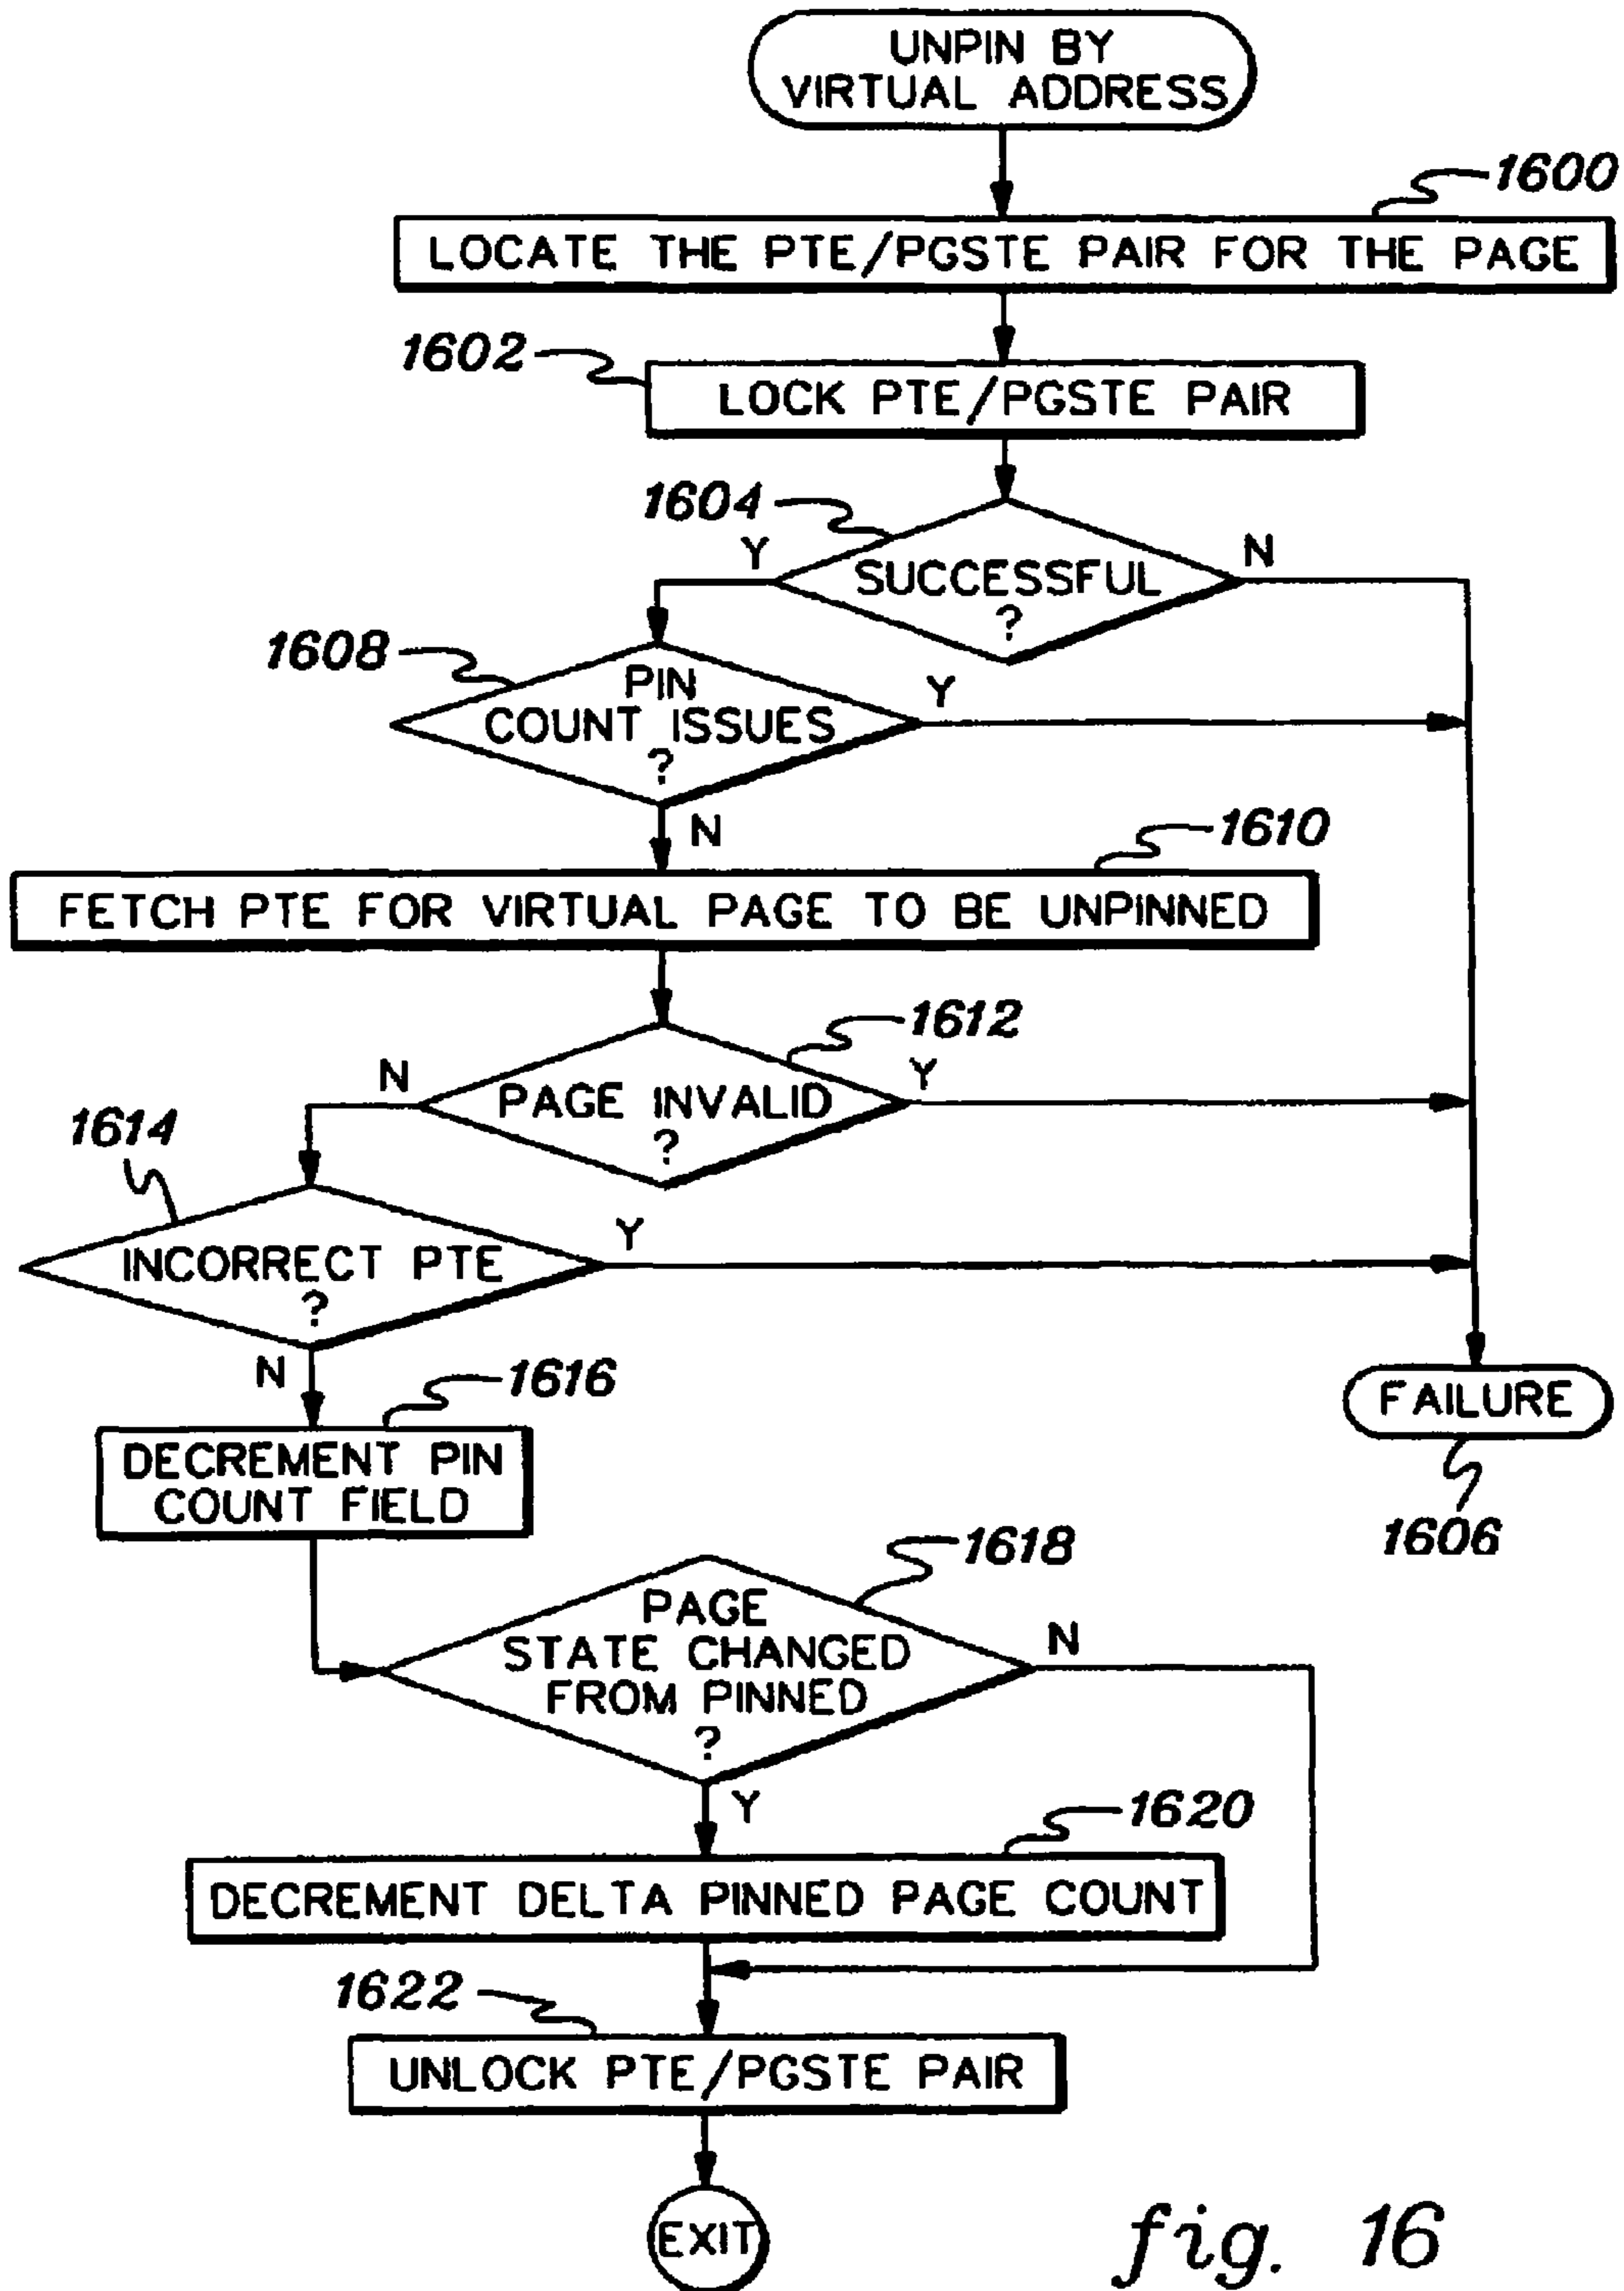 UNPIN BY
VIRTUAL ADDRESS
1600
LOCATE THE PTE/PGSTE PAIR FOR THE PAGE
1602
LOCK PTE/PGSTE PAIR
1604
Y
N
SUCCESSFUL
?
1608
PIN
COUNT ISSUES
?
Y
N
1610
FETCH PTE FOR VIRTUAL PAGE TO BE UNPINNED
1612
N
Y
PAGE INVALID
?
1614
Y
INCORRECT PTE
?
N
1616
FAILURE
DECREMENT PIN
COUNT FIELD
1606
1618
PAGE
STATE CHANGED
FROM PINNED
?
N
Y
1620
DECREMENT DELTA PINNED PAGE COUNT
1622
UNLOCK PTE/PGSTE PAIR
EXIT
fig. 16